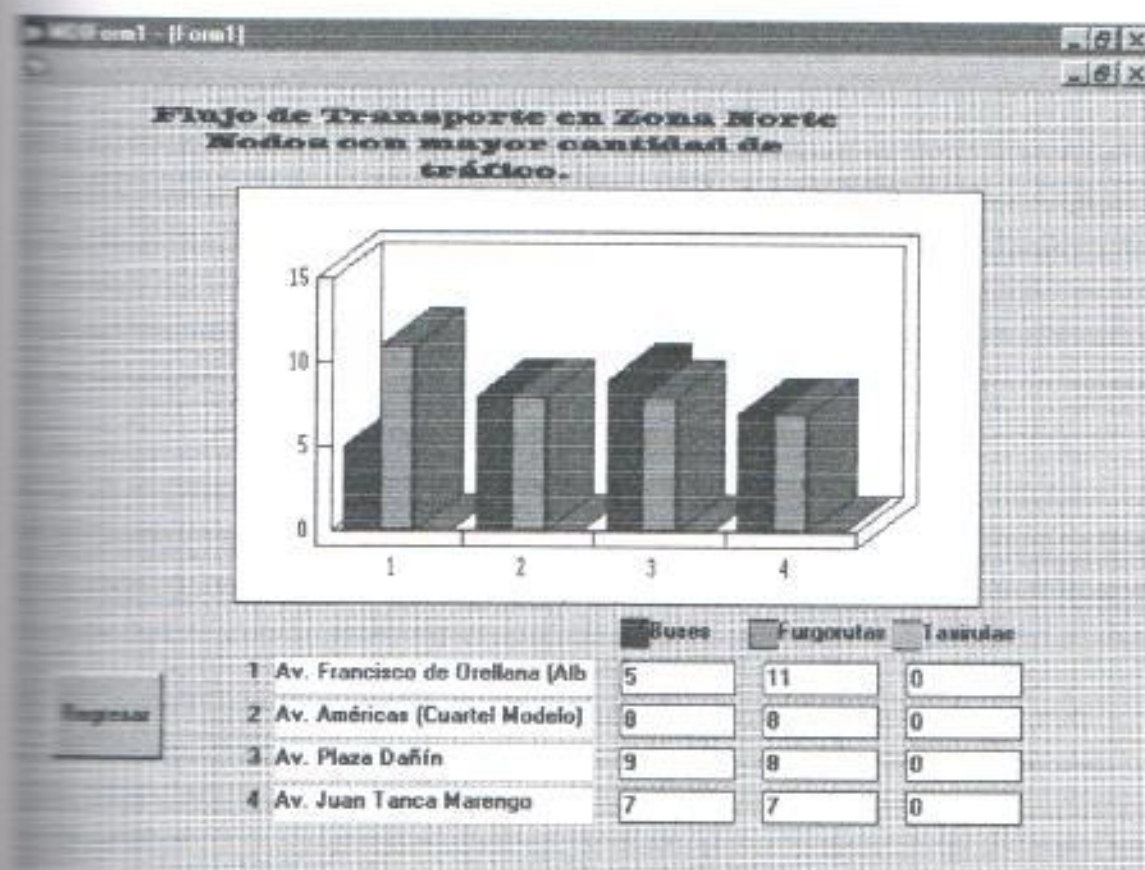 [Form1]
Flujo de Transporte en Zona Norte
Nodos con mayor cantidad de
tráfico.
15
10
5
0
1 2 3 4
Buses Furgorutas Taxirutas
1 Av. Francisco de Orellana (Alb 5 11 0
Regresar
2 Av. Américas (Cuartel Modelo) 8 8 0
3 Av. Plaza Dañín 9 8 0
4 Av. Juan Tanca Marengo 7 7 0